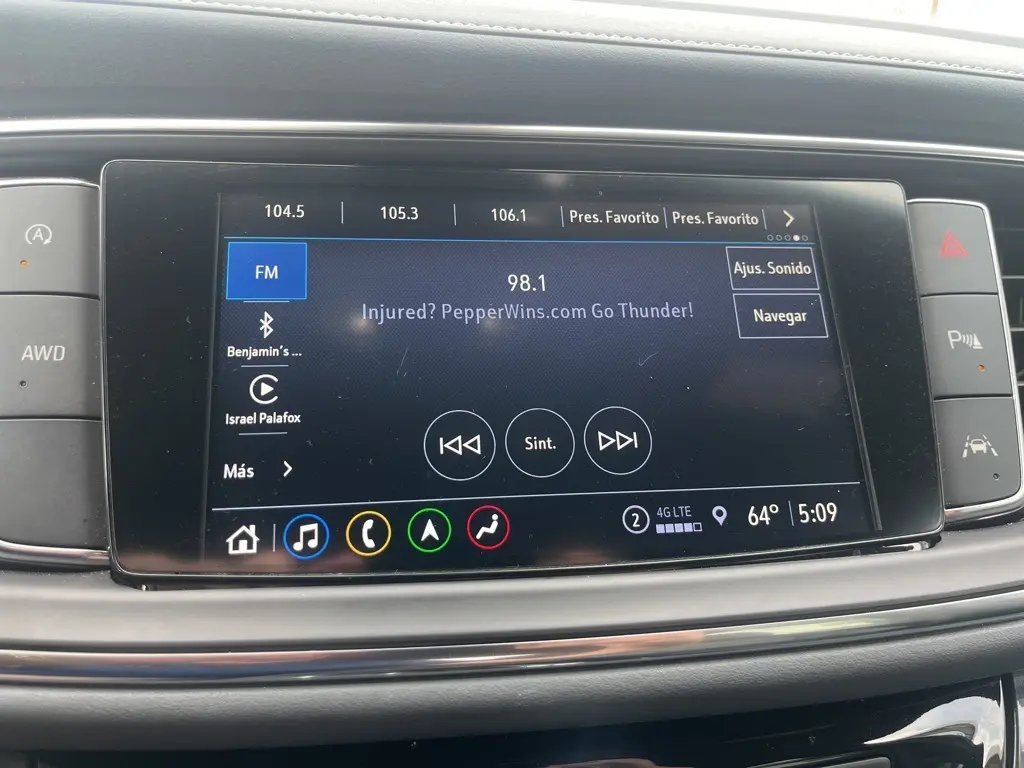 104.5 105.3 106.1 Pres. Favorito Pres. Favorito
FM
98.1
Ajus. Sonido
Injured? PepperWins.com Go Thunder!
Navegar
Benjamin's ...
Israel Palafox
Sint.
Más
2 4G LTE 64° 5:09
A
AWD
P